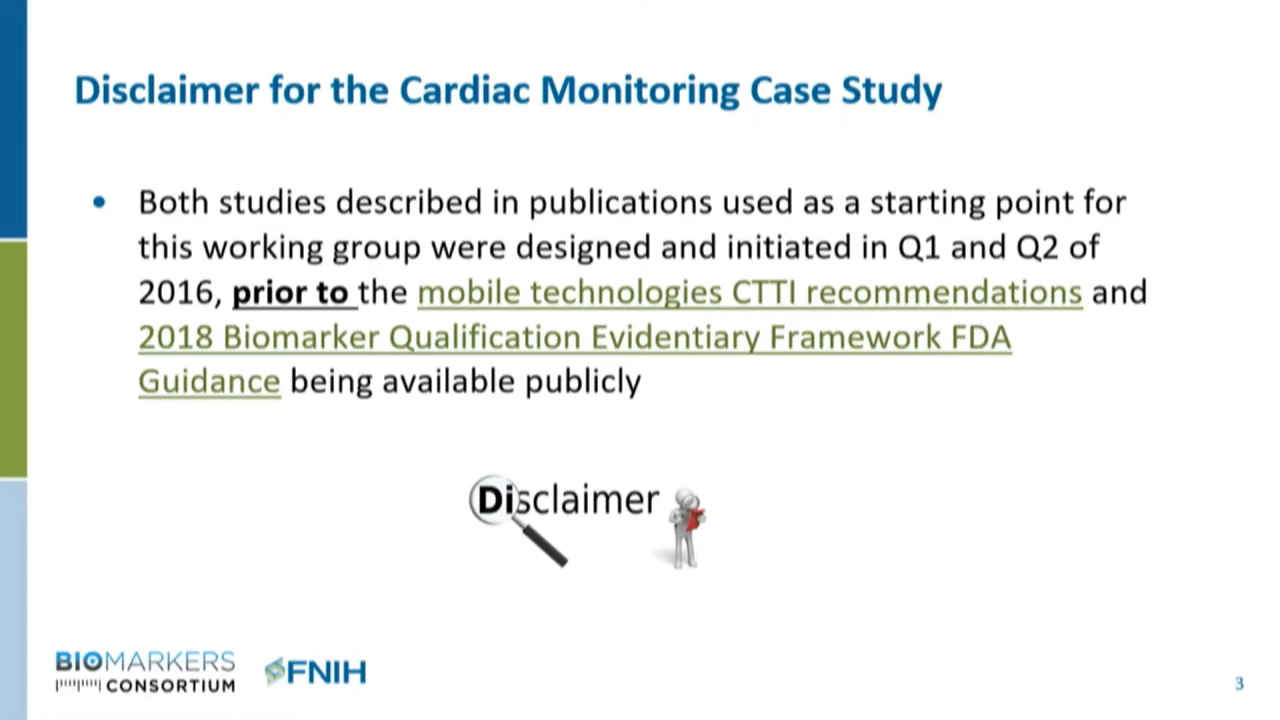 Disclaimer for the Cardiac Monitoring Case Study
• Both studies described in publications used as a starting point for
this working group were designed and initiated in Q1 and Q2 of
2016, prior to the mobile technologies CTTI recommendations and
2018 Biomarker Qualification Evidentiary Framework FDA
Guidance being available publicly
Disclaimer
BIOMARKERS
CONSORTIUM
FNIH
3